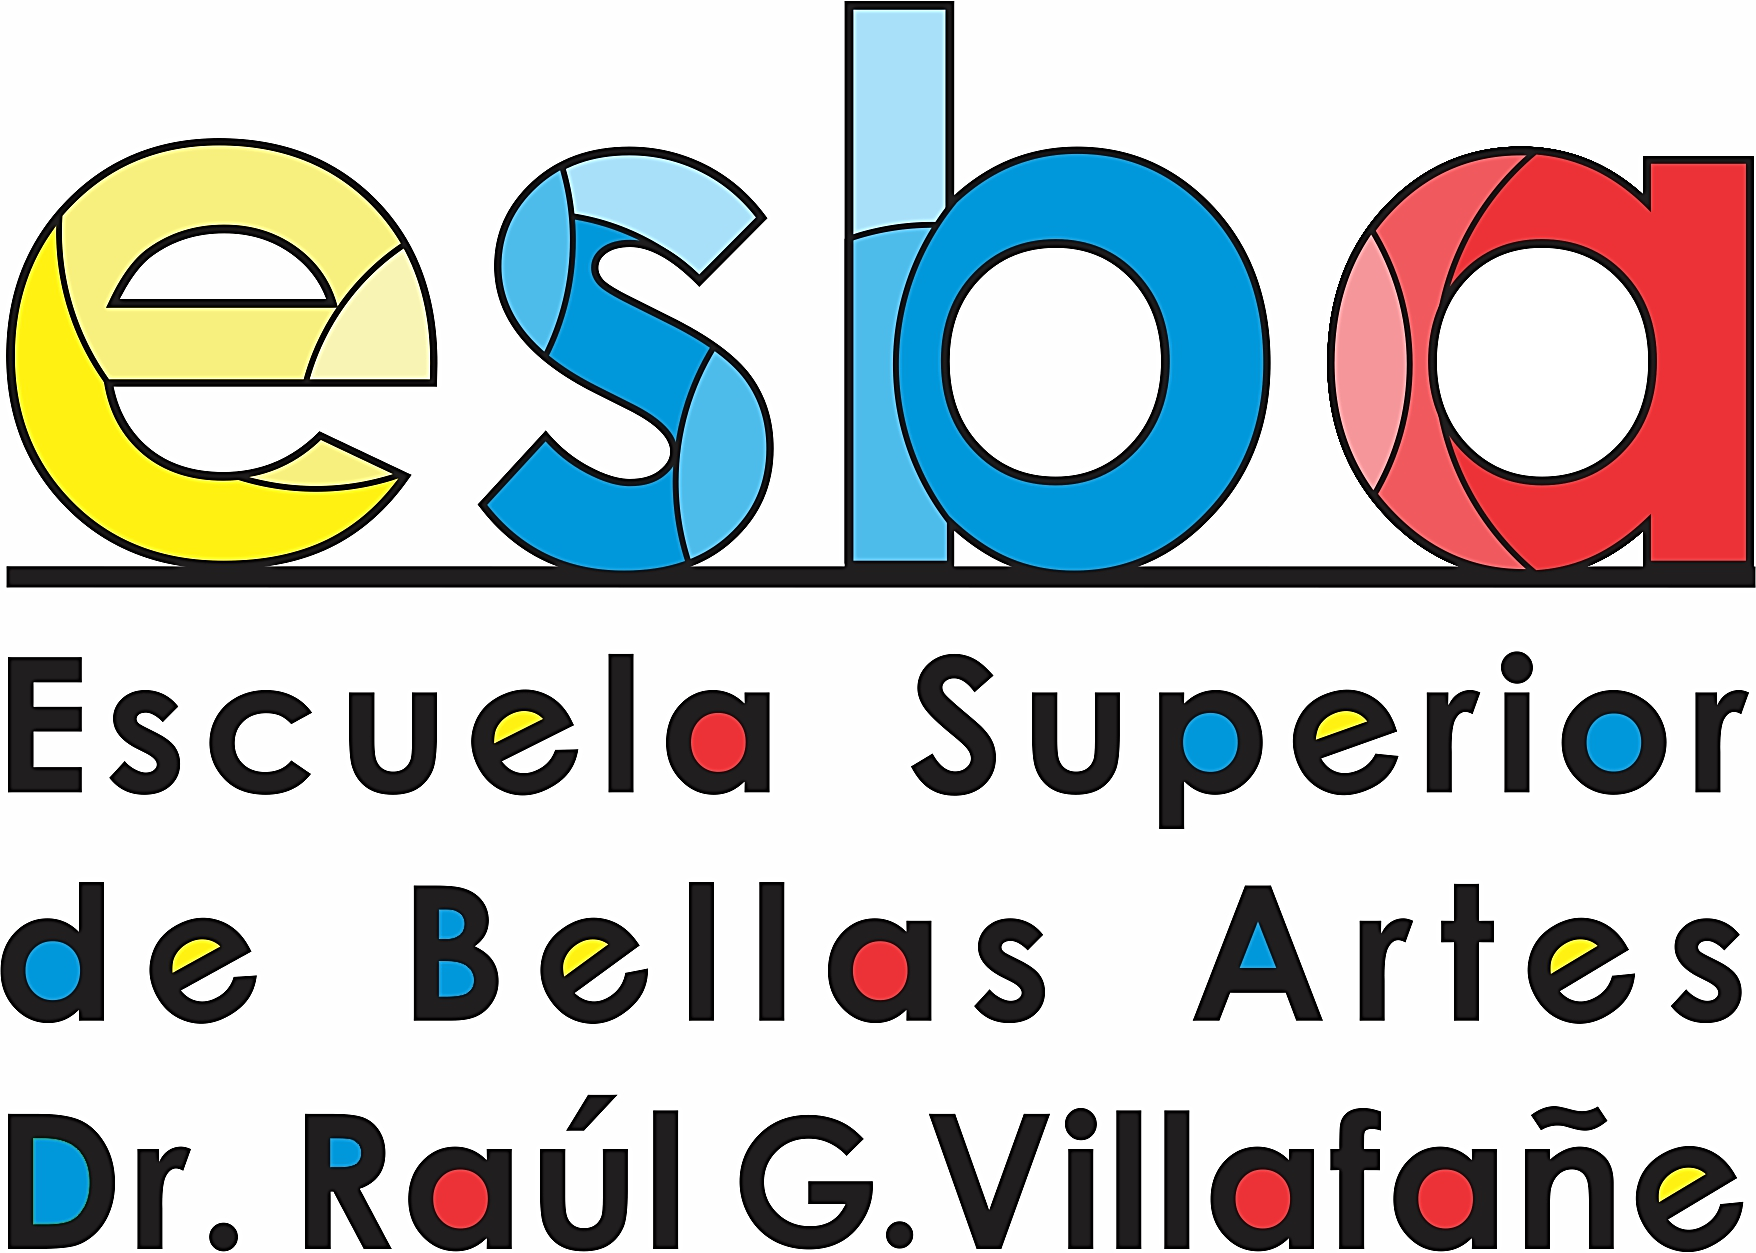 esba
Escuela Superior
de Bellas Artes
Dr. Raúl G. Villafañe